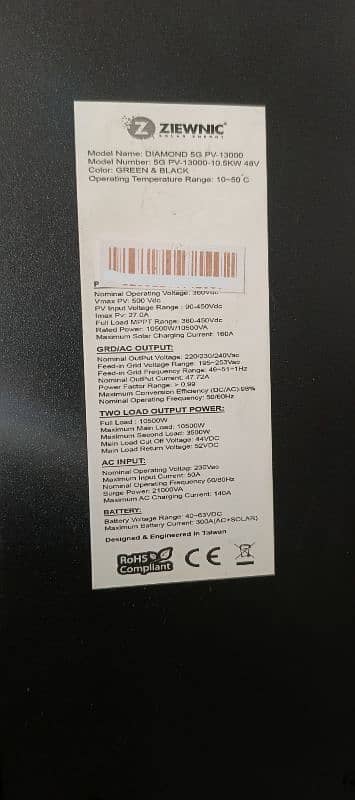 Z ZIEWNIC
SOLAR ENERGY
Model Name: DIAMOND 5G PV-13000
Model Number: 5G PV-13000-10.5KW 48V
Color: GREEN & BLACK
Operating Temperature Range: 10~50°C
P
Nominal Operating Voltage: 360Vdc
Vmax PV: 500 Vdc
PV Input Voltage Range : 90-450Vdc
Imax Pv: 27.0A
Full Load MPPT Range: 360-450Vdc
Rated Power: 10500W/10500VA
Maximum Solar Charging Current: 160A
GRD/AC OUTPUT:
Nominal OutPut Voltage: 220/230/240Vac
Feed-in Grid Voltage Range: 195~253Vac
Feed-in Grid Frequency Range: 49~51~1Hz
Nominal OutPut Current: 47.72A
Power Factor Range: > 0.99
Maximum Conversion Efficiency (DC/AC) 98%
Nominal Operating Frequency: 50/60Hz
TWO LOAD OUTPUT POWER:
Full Load : 10500W
Maximum Main Load: 10500W
Maximum Second Load: 3500W
Main Load Cut Off Voltage: 44VDC
Main Load Return Voltage: 52VDC
AC INPUT:
Nominal Operating Voltag: 230Vac
Maximum Input Current: 50A
Nominal Operating Frequency 50/60Hz
Surge Power: 21000VA
Maximum AC Charging Current: 140A
BATTERY:
Battery Voltage Range: 40~63VDC
Maximum Battery Current: 300A(AC+SOLAR)
Designed & Engineered in Taiwan
RoHS
Compliant
CE